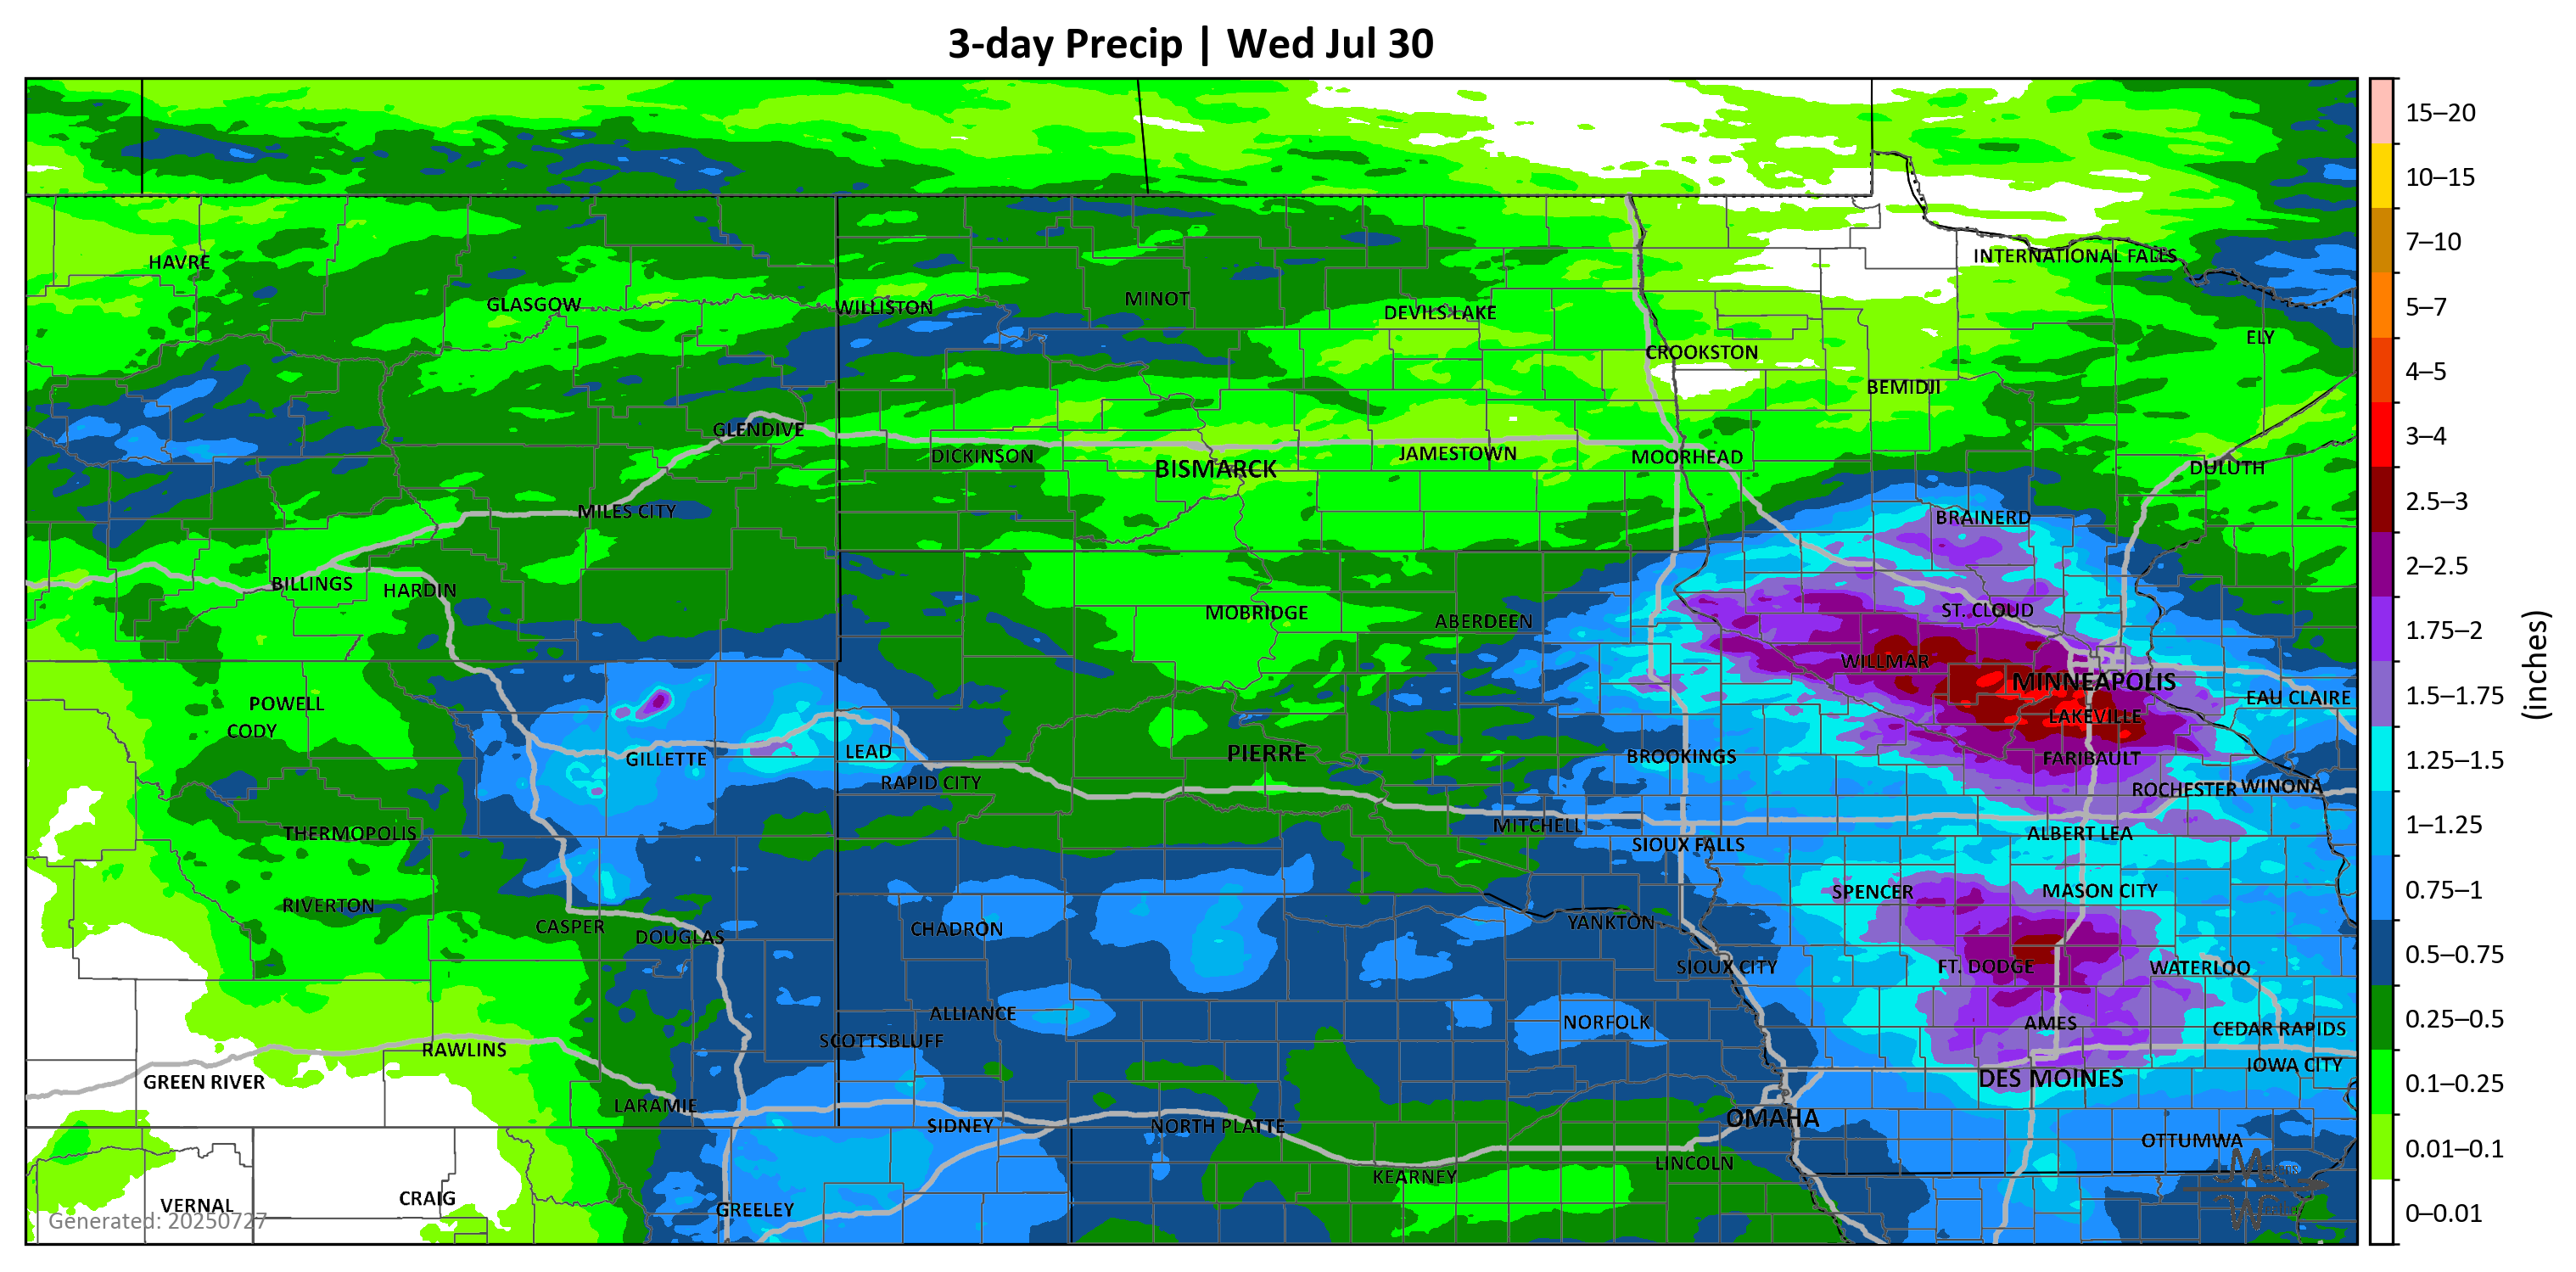 3-day Precip | Wed Jul 30
15–20
10–15
7–10
5–7
4–5
3–4
2.5–3
2–2.5
1.75–2
1.5–1.75
1.25–1.5
1–1.25
0.75–1
0.5–0.75
0.25–0.5
0.1–0.25
0.01–0.1
0–0.01
(inches)
INTERNATIONAL FALLS
HAVRE
MINOT
GLASGOW
WILLISTON
DEVILS LAKE
ELY
CROOKSTON
BEMIDJI
GLENDIVE
DICKINSON
BISMARCK
JAMESTOWN
MOORHEAD
DULUTH
MILES CITY
BRAINERD
BILLINGS
HARDIN
MOBRIDGE
ABERDEEN
ST. CLOUD
WILLMAR
MINNEAPOLIS
EAU CLAIRE
POWELL
CODY
LAKEVILLE
GILLETTE
LEAD
PIERRE
BROOKINGS
FARIBAULT
RAPID CITY
ROCHESTER
WINONA
THERMOPOLIS
MITCHELL
ALBERT LEA
SIOUX FALLS
SPENCER
MASON CITY
RIVERTON
CASPER
DOUGLAS
CHADRON
YANKTON
SIOUX CITY
FT. DODGE
WATERLOO
ALLIANCE
NORFOLK
AMES
CEDAR RAPIDS
SCOTTSBLUFF
RAWLINS
IOWA CITY
GREEN RIVER
DES MOINES
LARAMIE
OMAHA
SIDNEY
NORTH PLATTE
OTTUMWA
LINCOLN
KEARNEY
VERNAL
CRAIG
GREELEY
Generated: 20250727